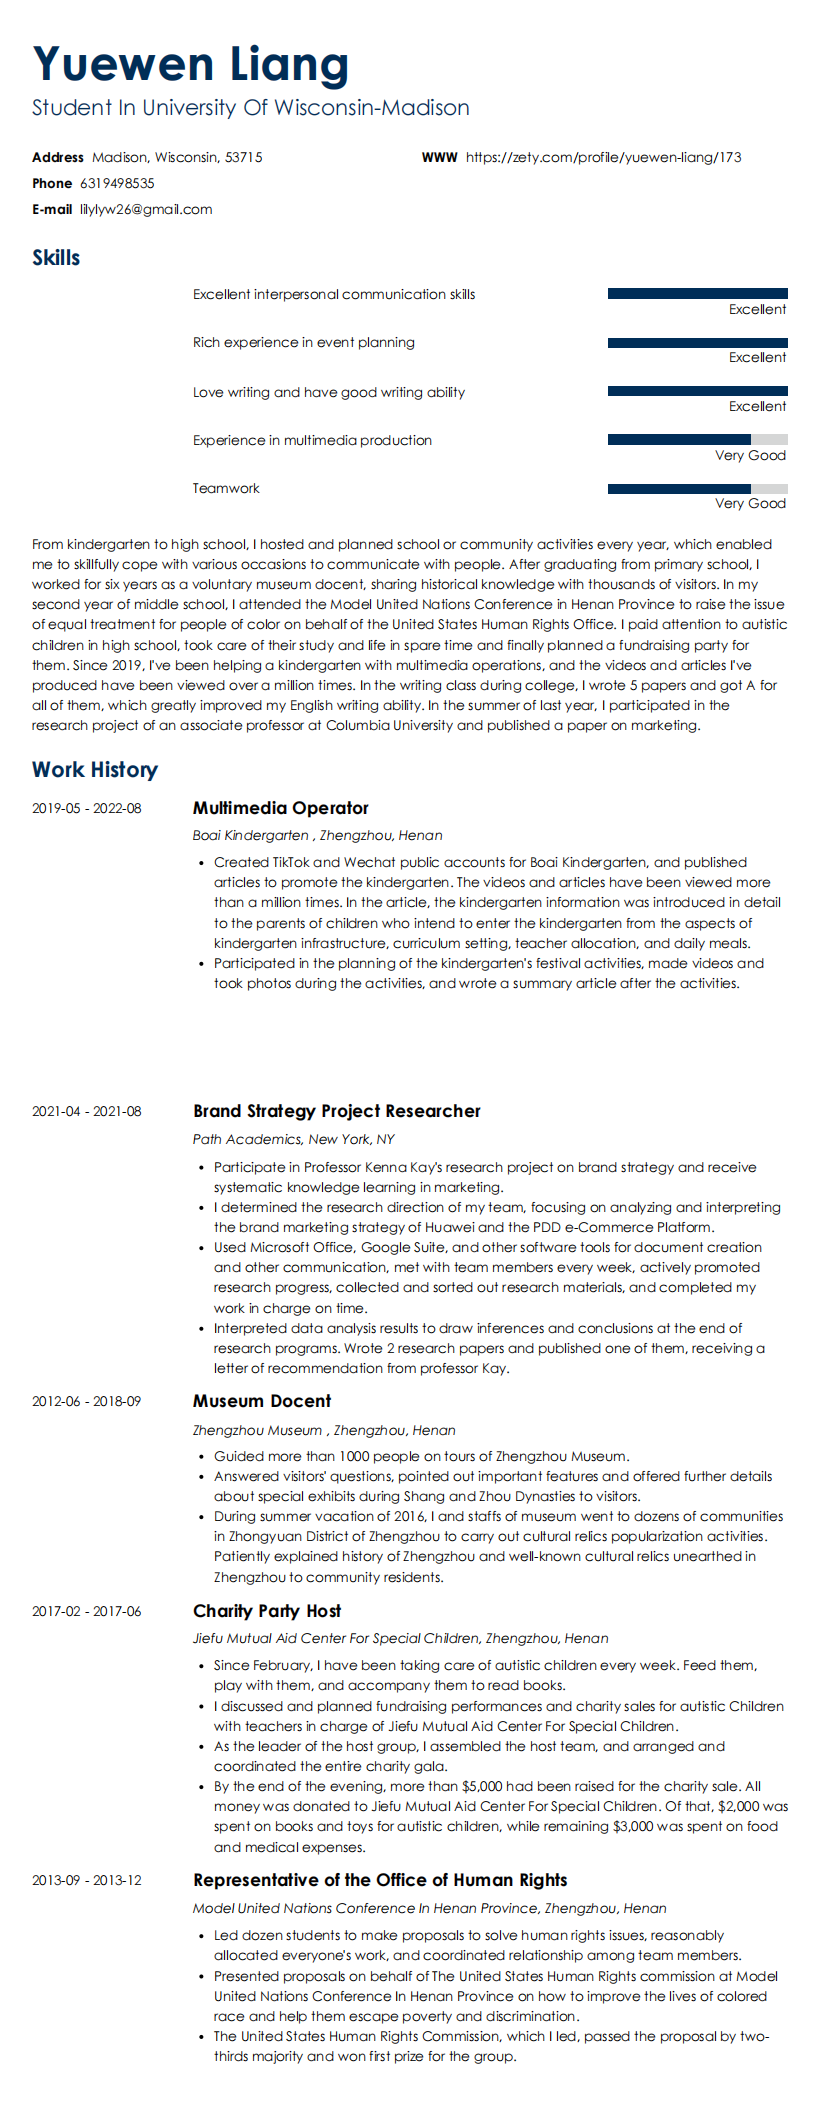 Yuewen Liang
Student In University Of Wisconsin-Madison
Address Madison, Wisconsin, 53715
WWW https://zety.com/profile/yuewen-liang/173
Phone 6319498535
E-mail lilylyw26@gmail.com
Skills
Excellent interpersonal communication skills
Excellent
Rich experience in event planning
Excellent
Love writing and have good writing ability
Excellent
Experience in multimedia production
Very Good
Teamwork
Very Good
From kindergarten to high school, I hosted and planned school or community activities every year, which enabled
me to skillfully cope with various occasions to communicate with people. After graduating from primary school, I
worked for six years as a voluntary museum docent, sharing historical knowledge with thousands of visitors. In my
second year of middle school, I attended the Model United Nations Conference in Henan Province to raise the issue
of equal treatment for people of color on behalf of the United States Human Rights Office. I paid attention to autistic
children in high school, took care of their study and life in spare time and finally planned a fundraising party for
them. Since 2019, I've been helping a kindergarten with multimedia operations, and the videos and articles I've
produced have been viewed over a million times. In the writing class during college, I wrote 5 papers and got A for
all of them, which greatly improved my English writing ability. In the summer of last year, I participated in the
research project of an associate professor at Columbia University and published a paper on marketing.
Work History
2019-05 - 2022-08
Multimedia Operator
Boai Kindergarten , Zhengzhou, Henan
• Created TikTok and Wechat public accounts for Boai Kindergarten, and published
articles to promote the kindergarten. The videos and articles have been viewed more
than a million times. In the article, the kindergarten information was introduced in detail
to the parents of children who intend to enter the kindergarten from the aspects of
kindergarten infrastructure, curriculum setting, teacher allocation, and daily meals.
• Participated in the planning of the kindergarten's festival activities, made videos and
took photos during the activities, and wrote a summary article after the activities.
2021-04 - 2021-08
Brand Strategy Project Researcher
Path Academics, New York, NY
• Participate in Professor Kenna Kay's research project on brand strategy and receive
systematic knowledge learning in marketing.
• I determined the research direction of my team, focusing on analyzing and interpreting
the brand marketing strategy of Huawei and the PDD e-Commerce Platform.
• Used Microsoft Office, Google Suite, and other software tools for document creation
and other communication, met with team members every week, actively promoted
research progress, collected and sorted out research materials, and completed my
work in charge on time.
• Interpreted data analysis results to draw inferences and conclusions at the end of
research programs. Wrote 2 research papers and published one of them, receiving a
letter of recommendation from professor Kay.
2012-06 - 2018-09
Museum Docent
Zhengzhou Museum , Zhengzhou, Henan
• Guided more than 1000 people on tours of Zhengzhou Museum.
• Answered visitors' questions, pointed out important features and offered further details
about special exhibits during Shang and Zhou Dynasties to visitors.
• During summer vacation of 2016, I and staffs of museum went to dozens of communities
in Zhongyuan District of Zhengzhou to carry out cultural relics popularization activities.
Patiently explained history of Zhengzhou and well-known cultural relics unearthed in
Zhengzhou to community residents.
2017-02 - 2017-06
Charity Party Host
Jiefu Mutual Aid Center For Special Children, Zhengzhou, Henan
• Since February, I have been taking care of autistic children every week. Feed them,
play with them, and accompany them to read books.
• I discussed and planned fundraising performances and charity sales for autistic Children
with teachers in charge of Jiefu Mutual Aid Center For Special Children.
• As the leader of the host group, I assembled the host team, and arranged and
coordinated the entire charity gala.
• By the end of the evening, more than $5,000 had been raised for the charity sale. All
money was donated to Jiefu Mutual Aid Center For Special Children. Of that, $2,000 was
spent on books and toys for autistic children, while remaining $3,000 was spent on food
and medical expenses.
2013-09 - 2013-12
Representative of the Office of Human Rights
Model United Nations Conference In Henan Province, Zhengzhou, Henan
• Led dozen students to make proposals to solve human rights issues, reasonably
allocated everyone's work, and coordinated relationship among team members.
• Presented proposals on behalf of The United States Human Rights commission at Model
United Nations Conference In Henan Province on how to improve the lives of colored
race and help them escape poverty and discrimination.
• The United States Human Rights Commission, which I led, passed the proposal by two-
thirds majority and won first prize for the group.